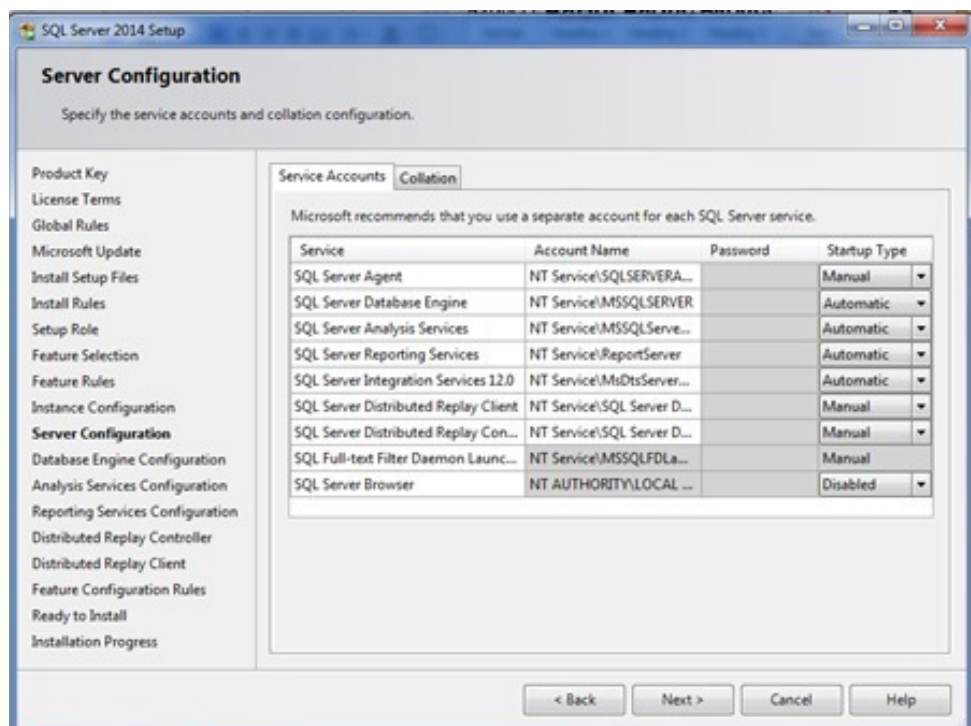 SQL Server 2014 Setup
Server Configuration
Specify the service accounts and collation configuration.
Product Key
License Terms
Global Rules
Microsoft Update
Install Setup Files
Install Rules
Setup Role
Feature Selection
Feature Rules
Instance Configuration
Server Configuration
Database Engine Configuration
Analysis Services Configuration
Reporting Services Configuration
Distributed Replay Controller
Distributed Replay Client
Feature Configuration Rules
Ready to Install
Installation Progress
Service Accounts Collation
Microsoft recommends that you use a separate account for each SQL Server service.
Service Account Name Password Startup Type
SQL Server Agent NT Service\SQLSERVERA... Manual
SQL Server Database Engine NT Service\MSSQLSERVER Automatic
SQL Server Analysis Services NT Service\MSSQLServe... Automatic
SQL Server Reporting Services NT Service\ReportServer Automatic
SQL Server Integration Services 12.0 NT Service\MsDtsServer... Automatic
SQL Server Distributed Replay Client NT Service\SQL Server D... Manual
SQL Server Distributed Replay Con... NT Service\SQL Server D... Manual
SQL Full-text Filter Daemon Launc... NT Service\MSSQLFDLa... Manual
SQL Server Browser NT AUTHORITY\LOCAL ... Disabled
< Back Next > Cancel Help